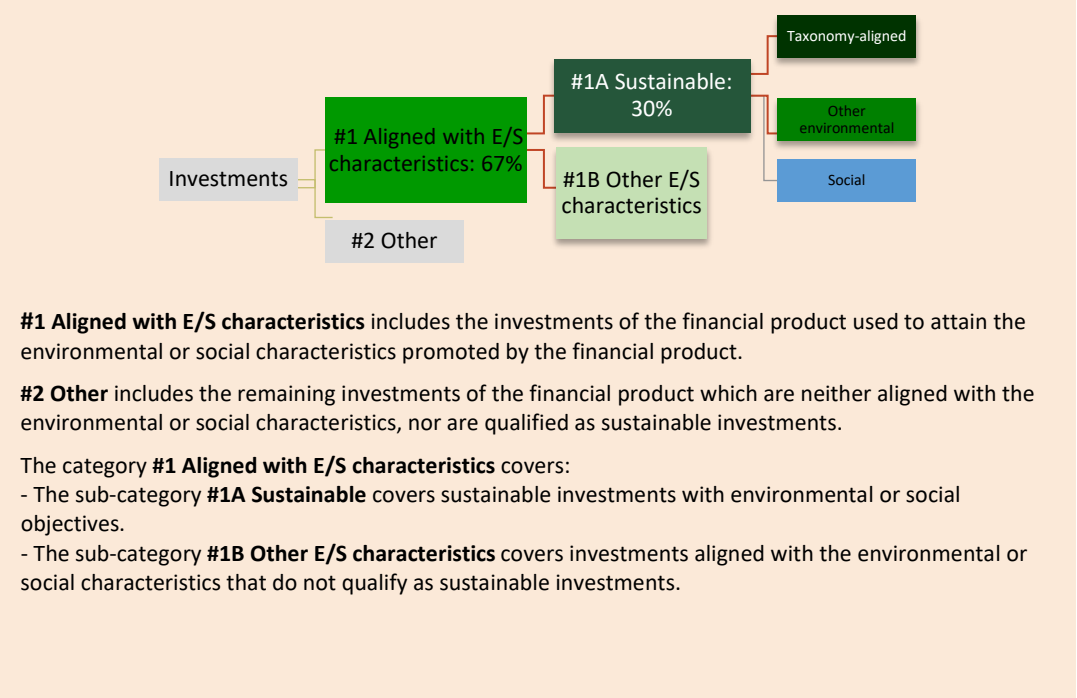 Taxonomy-aligned
#1A Sustainable:
30%
Other
environmental
#1 Aligned with E/S
characteristics: 67%
Investments
#1B Other E/S
characteristics
Social
#2 Other
#1 Aligned with E/S characteristics includes the investments of the financial product used to attain the
environmental or social characteristics promoted by the financial product.
#2 Other includes the remaining investments of the financial product which are neither aligned with the
environmental or social characteristics, nor are qualified as sustainable investments.
The category #1 Aligned with E/S characteristics covers:
- The sub-category #1A Sustainable covers sustainable investments with environmental or social
objectives.
- The sub-category #1B Other E/S characteristics covers investments aligned with the environmental or
social characteristics that do not qualify as sustainable investments.